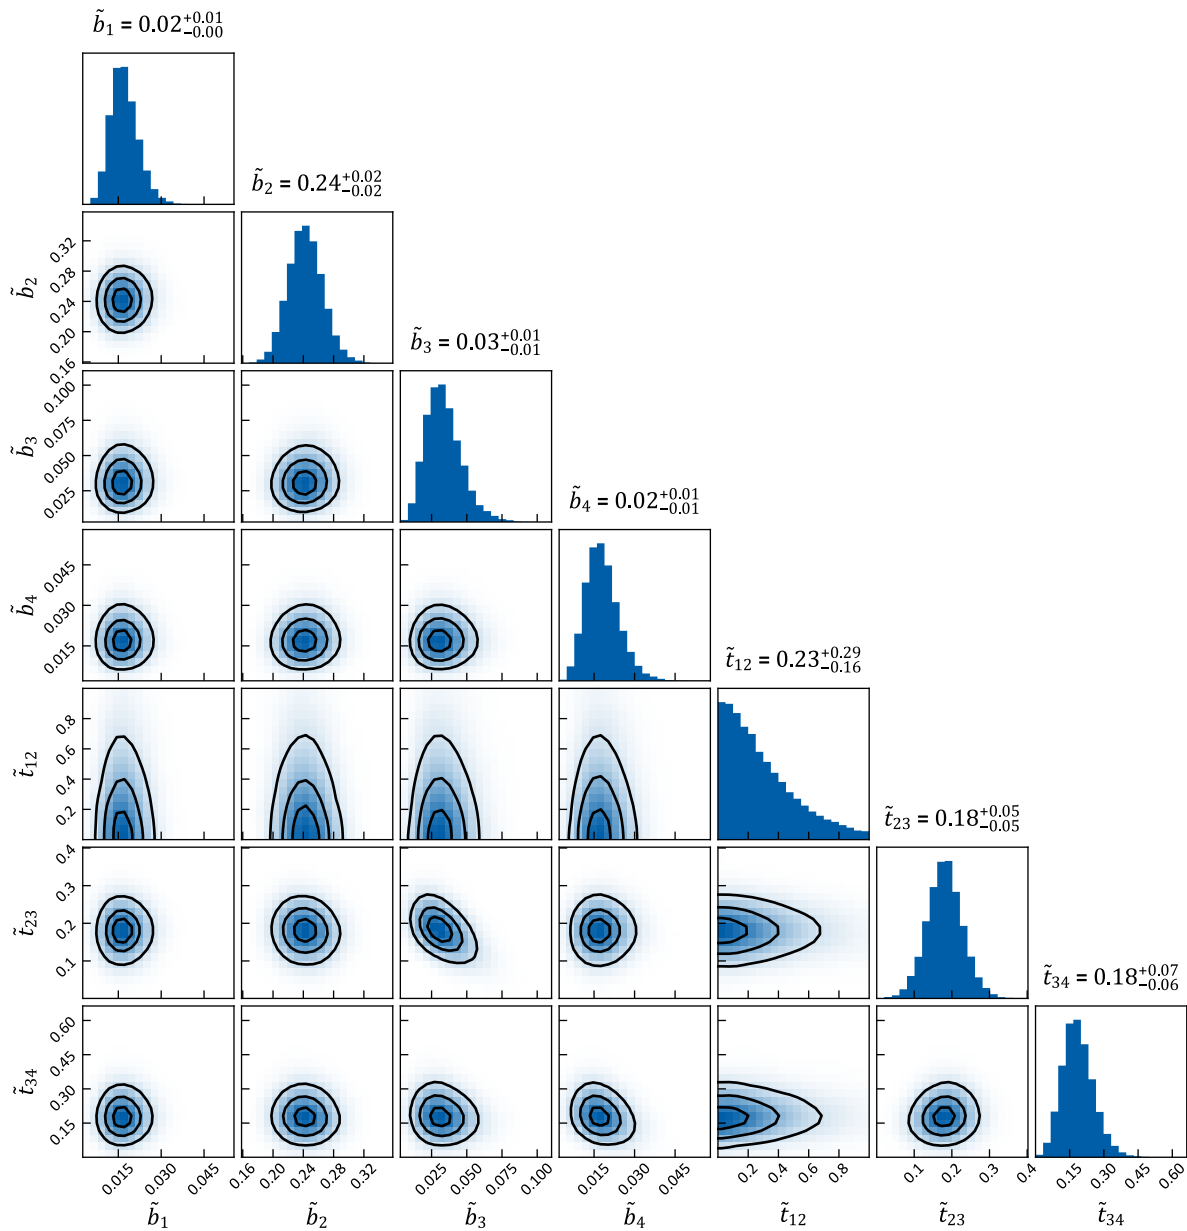 b̃₁ = 0.02⁺⁰·⁰¹₋₀.₀₀
b̃₂ = 0.24⁺⁰·⁰²₋₀.₀₂
0.32
0.28
0.24
0.20
0.16
b̃₂
b̃₃ = 0.03⁺⁰·⁰¹₋₀.₀₁
0.100
0.075
0.050
0.025
b̃₃
b̃₄ = 0.02⁺⁰·⁰¹₋₀.₀₁
0.045
0.030
0.015
b̃₄
t̃₁₂ = 0.23⁺⁰·²⁹₋₀.₁₆
0.8
0.6
0.4
0.2
t̃₁₂
t̃₂₃ = 0.18⁺⁰·⁰⁵₋₀.₀₅
0.4
0.3
0.2
0.1
t̃₂₃
t̃₃₄ = 0.18⁺⁰·⁰⁷₋₀.₀₆
0.60
0.45
0.30
0.15
t̃₃₄
0.015 0.030 0.045 0.16 0.20 0.24 0.28 0.32 0.025 0.050 0.075 0.100 0.015 0.030 0.045 0.2 0.4 0.6 0.8 0.1 0.2 0.3 0.4 0.15 0.30 0.45 0.60
b̃₁ b̃₂ b̃₃ b̃₄ t̃₁₂ t̃₂₃ t̃₃₄